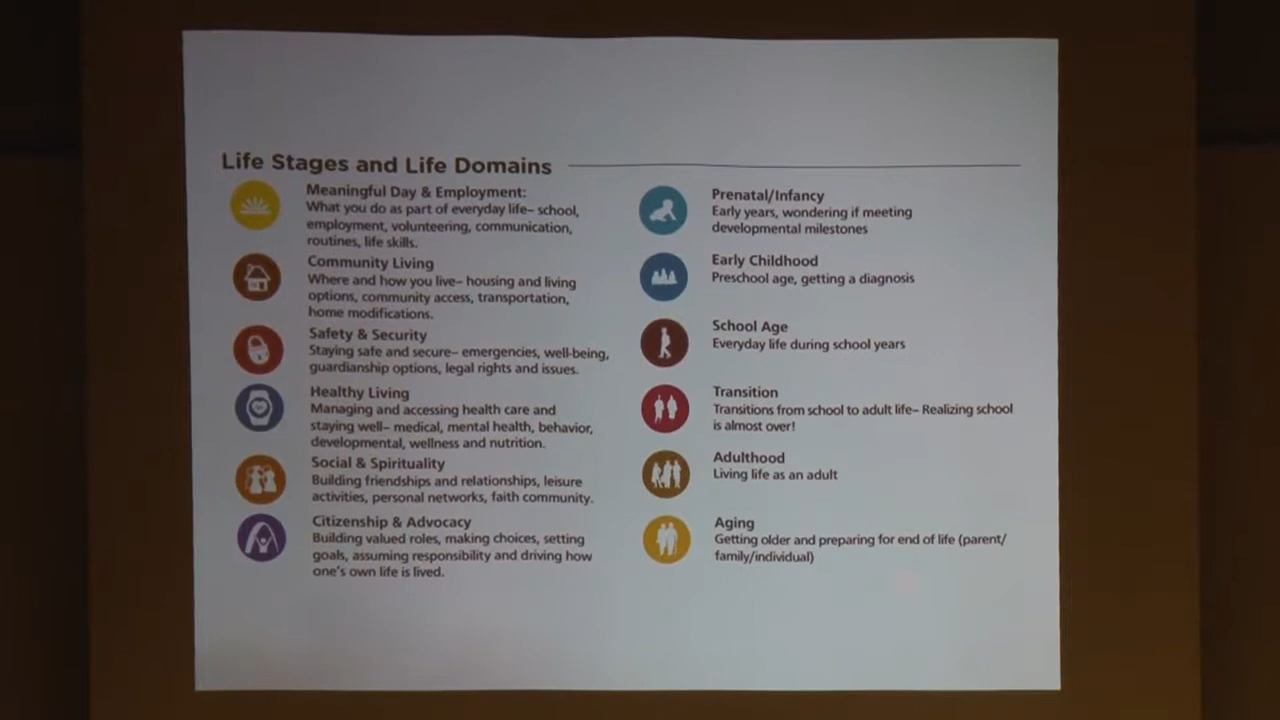 Life Stages and Life Domains
Meaningful Day & Employment:
What you do as part of everyday life– school,
employment, volunteering, communication,
routines, life skills.
Community Living
Where and how you live– housing and living
options, community access, transportation,
home modifications.
Safety & Security
Staying safe and secure– emergencies, well-being,
guardianship options, legal rights and issues.
Healthy Living
Managing and accessing health care and
staying well– medical, mental health, behavior,
developmental, wellness and nutrition.
Social & Spirituality
Building friendships and relationships, leisure
activities, personal networks, faith community.
Citizenship & Advocacy
Building valued roles, making choices, setting
goals, assuming responsibility and driving how
one's own life is lived.
Prenatal/Infancy
Early years, wondering if meeting
developmental milestones
Early Childhood
Preschool age, getting a diagnosis
School Age
Everyday life during school years
Transition
Transitions from school to adult life– Realizing school
is almost over!
Adulthood
Living life as an adult
Aging
Getting older and preparing for end of life (parent/
family/individual)